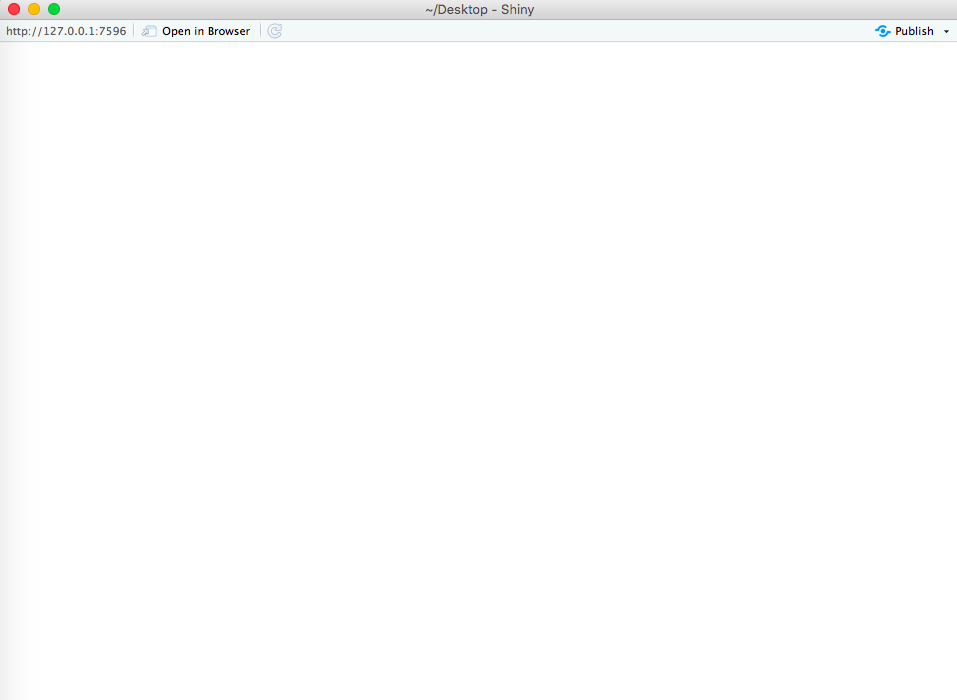 ~/Desktop - Shiny
http://127.0.0.1:7596 Open in Browser Publish